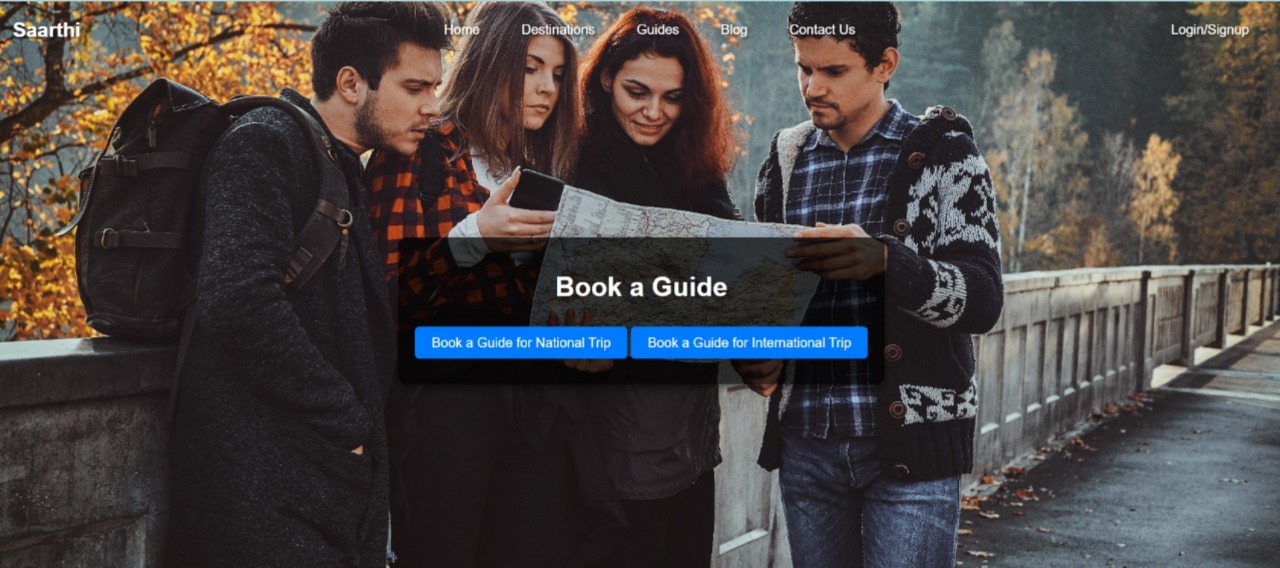 Saarthi
Home Destinations Guides Blog Contact Us Login/Signup
Book a Guide
Book a Guide for National Trip Book a Guide for International Trip